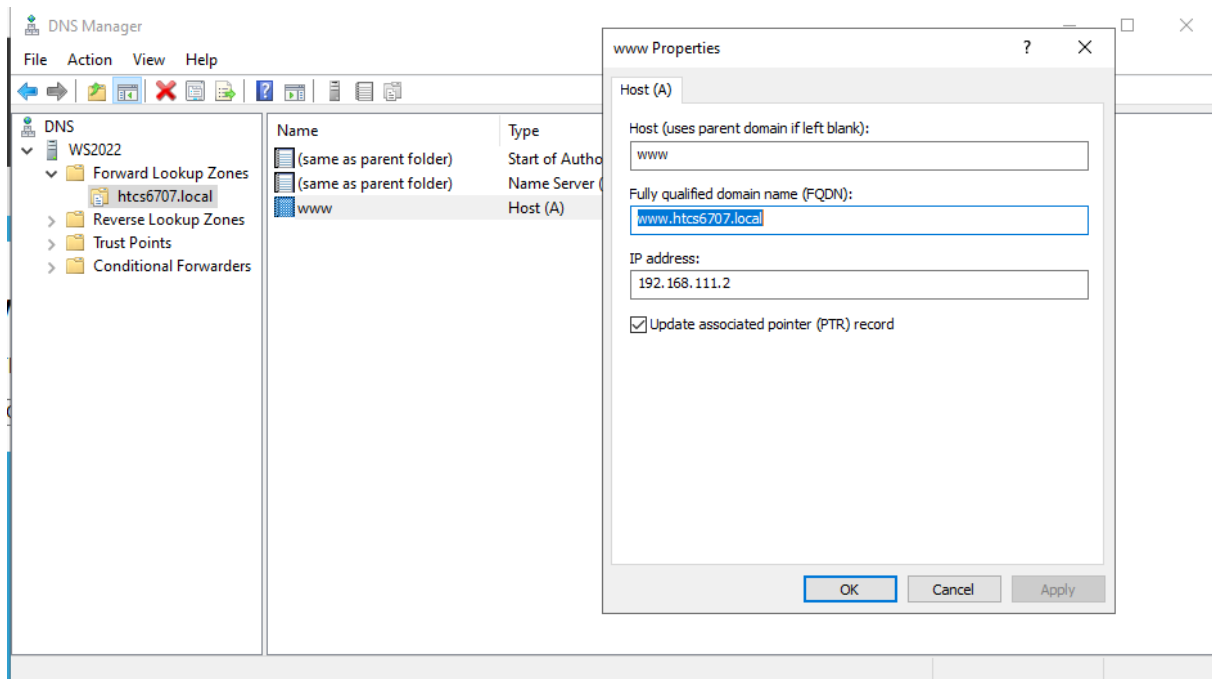 DNS Manager
File Action View Help
DNS
WS2022
Forward Lookup Zones
htcs6707.local
Reverse Lookup Zones
Trust Points
Conditional Forwarders
Name Type
(same as parent folder) Start of Autho
(same as parent folder) Name Server (
www Host (A)
www Properties
Host (A)
Host (uses parent domain if left blank):
www
Fully qualified domain name (FQDN):
www.htcs6707.local
IP address:
192.168.111.2
Update associated pointer (PTR) record
OK Cancel Apply